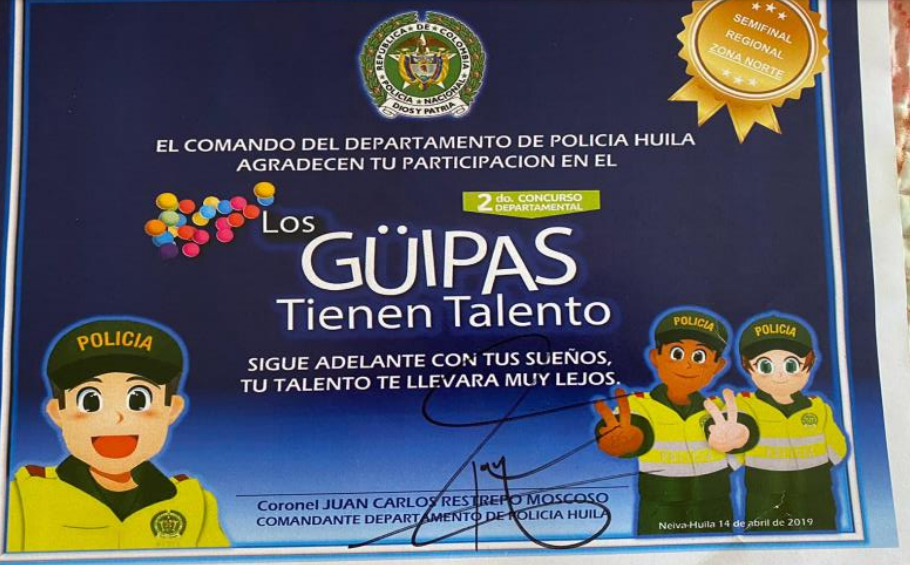 REPUBLICA DE COLOMBIA
POLICIA NACIONAL
DIOS Y PATRIA
SEMIFINAL
REGIONAL
ZONA NORTE
EL COMANDO DEL DEPARTAMENTO DE POLICIA HUILA
AGRADECEN TU PARTICIPACION EN EL
2 do. CONCURSO
DEPARTAMENTAL
Los
GÜIPAS
Tienen Talento
SIGUE ADELANTE CON TUS SUEÑOS,
TU TALENTO TE LLEVARA MUY LEJOS.
POLICIA
POLICIA
POLICIA
Coronel JUAN CARLOS RESTREPO MOSCOSO
COMANDANTE DEPARTAMENTO DE POLICIA HUILA
Neiva-Huila 14 de abril de 2019